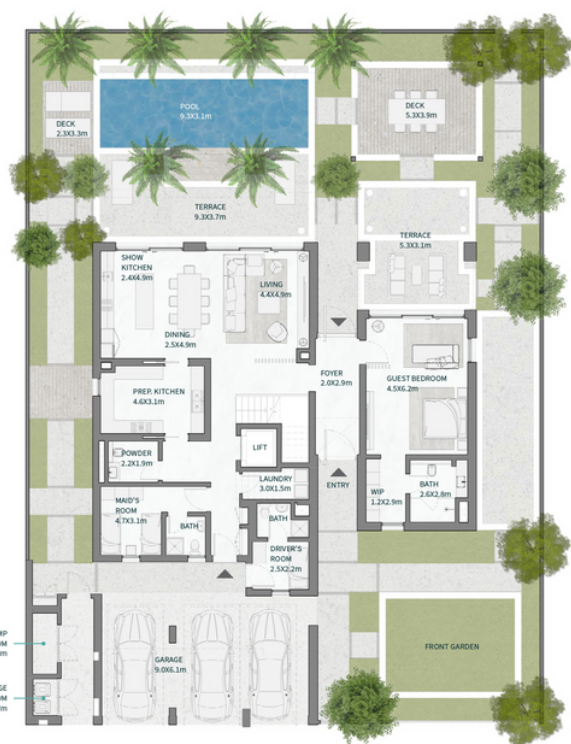 POOL
9.3X3.1m
DECK
5.3X3.9m
DECK
2.3X3.3m
TERRACE
9.3X3.7m
TERRACE
5.3X3.1m
SHOW
KITCHEN
2.4X4.9m
LIVING
4.4X4.9m
DINING
2.5X4.9m
FOYER
2.0X2.9m
GUEST BEDROOM
4.5X6.2m
PREP. KITCHEN
4.6X3.1m
LIFT
POWDER
2.2X1.9m
LAUNDRY
3.0X1.5m
ENTRY
WIP
1.2X2.9m
BATH
2.6X2.8m
MAID'S
ROOM
4.7X3.1m
BATH
BATH
DRIVER'S
ROOM
2.5X2.2m
MP
OM
m
GARAGE
9.0X6.1m
FRONT GARDEN
GE
OM
m